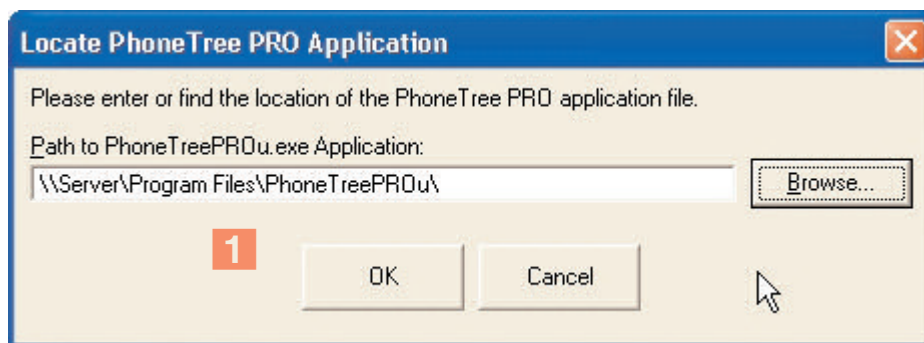 Locate PhoneTree PRO Application
Please enter or find the location of the PhoneTree PRO application file.
Path to PhoneTreePROu.exe Application:
\\Server\Program Files\PhoneTreePROu\
Browse...
1
OK
Cancel